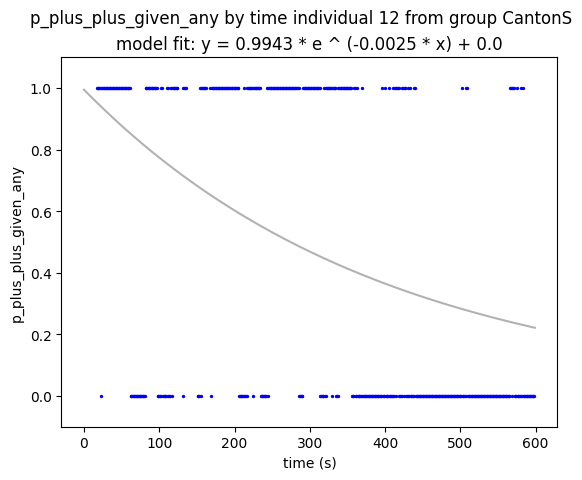 p_plus_plus_given_any by time individual 12 from group CantonS
model fit: y = 0.9943 * e ^ (-0.0025 * x) + 0.0
p_plus_plus_given_any
1.0
0.8
0.6
0.4
0.2
0.0
0 100 200 300 400 500 600
time (s)